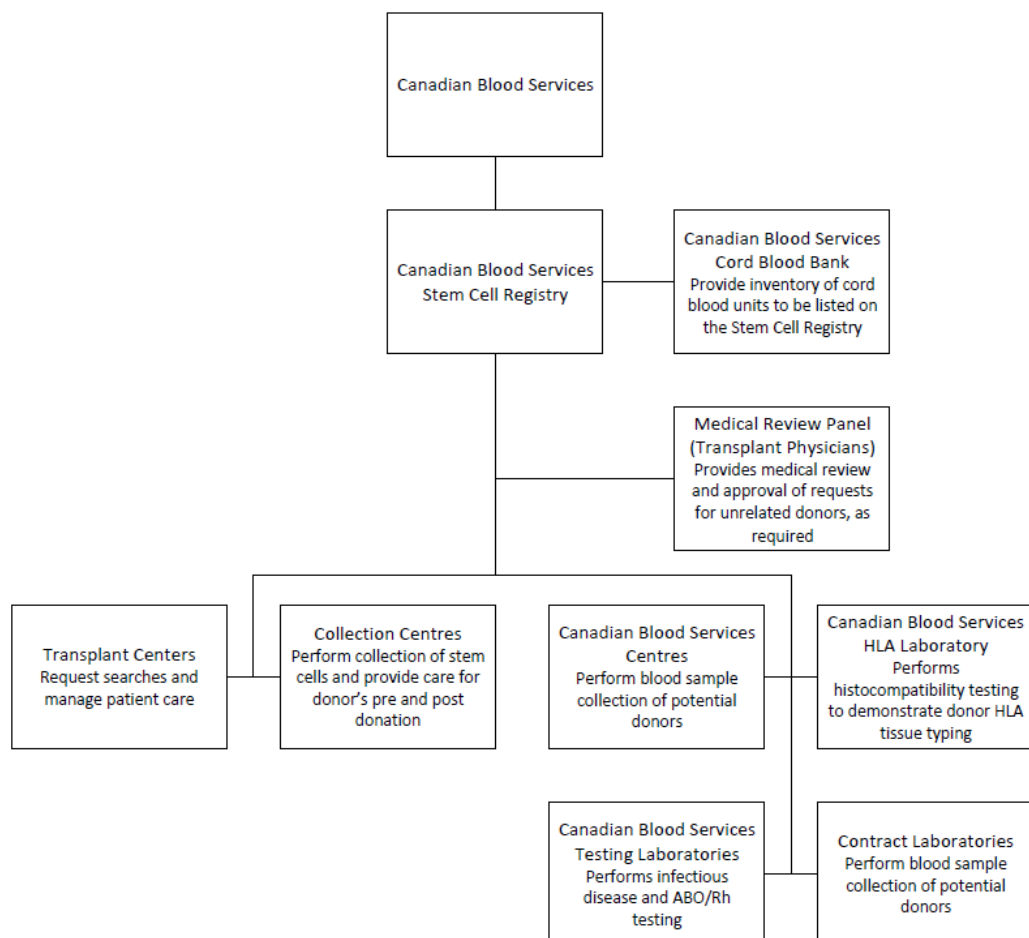 Canadian Blood Services
Canadian Blood Services
Stem Cell Registry
Canadian Blood Services
Cord Blood Bank
Provide inventory of cord
blood units to be listed on
the Stem Cell Registry
Medical Review Panel
(Transplant Physicians)
Provides medical review
and approval of requests
for unrelated donors, as
required
Transplant Centers
Request searches and
manage patient care
Collection Centres
Perform collection of stem
cells and provide care for
donor's pre and post
donation
Canadian Blood Services
Centres
Perform blood sample
collection of potential
donors
Canadian Blood Services
HLA Laboratory
Performs
histocompatibility testing
to demonstrate donor HLA
tissue typing
Canadian Blood Services
Testing Laboratories
Performs infectious
disease and ABO/Rh
testing
Contract Laboratories
Perform blood sample
collection of potential
donors